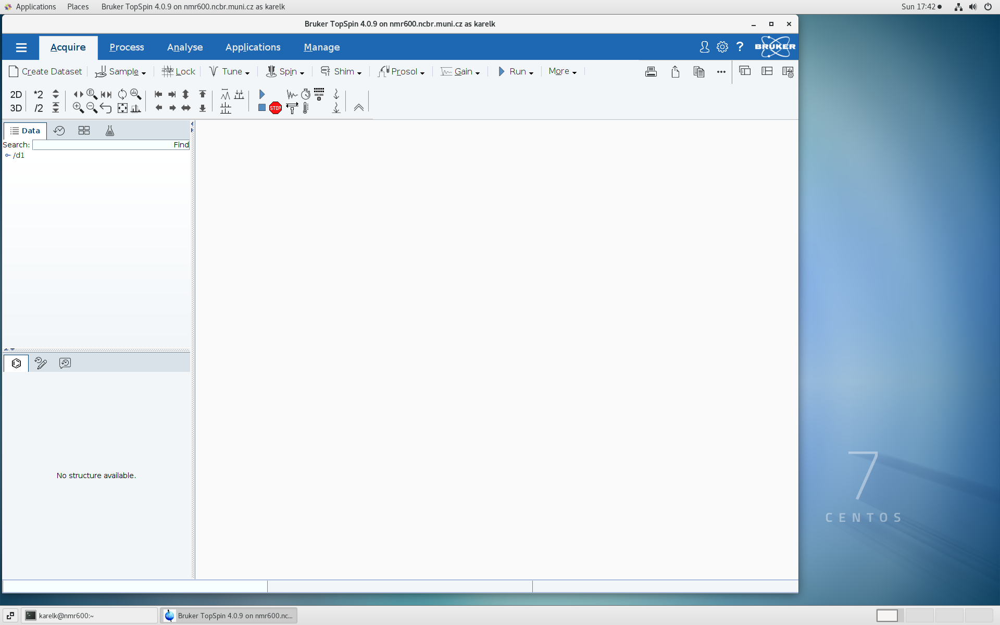 Applications Places Bruker TopSpin 4.0.9 on nmr600.ncbr.muni.cz as karelk Sun 17:42
Bruker TopSpin 4.0.9 on nmr600.ncbr.muni.cz as karelk
Acquire Process Analyse Applications Manage BRUKER
Create Dataset Sample Lock Tune Spin Shim Prosol Gain Run More
2D *2 E
3D /2 STOP
Data
Search: Find
/d1
No structure available.
7
CENTOS
karelk@nmr600:~ Bruker TopSpin 4.0.9 on nmr600.nc...